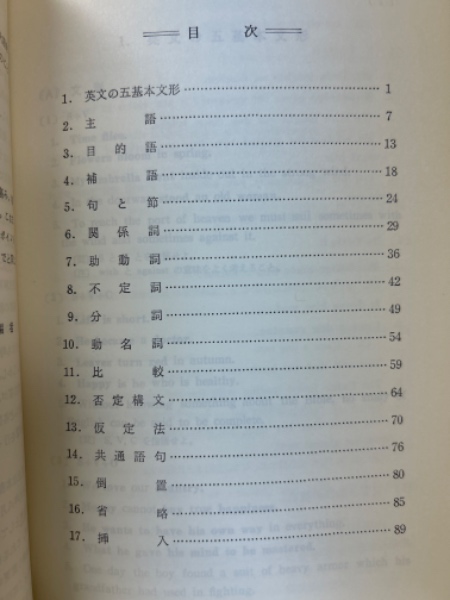 目次
1. 英文の五基本文形 1
2. 主語 7
3. 目的語 13
4. 補語 18
5. 句と節 24
6. 関係詞 29
7. 助動詞 36
8. 不定詞 42
9. 分詞 49
10. 動名詞 54
11. 比較 59
12. 否定構文 64
13. 仮定法 70
14. 共通語句 76
15. 倒置 80
16. 省略 85
17. 挿入 89